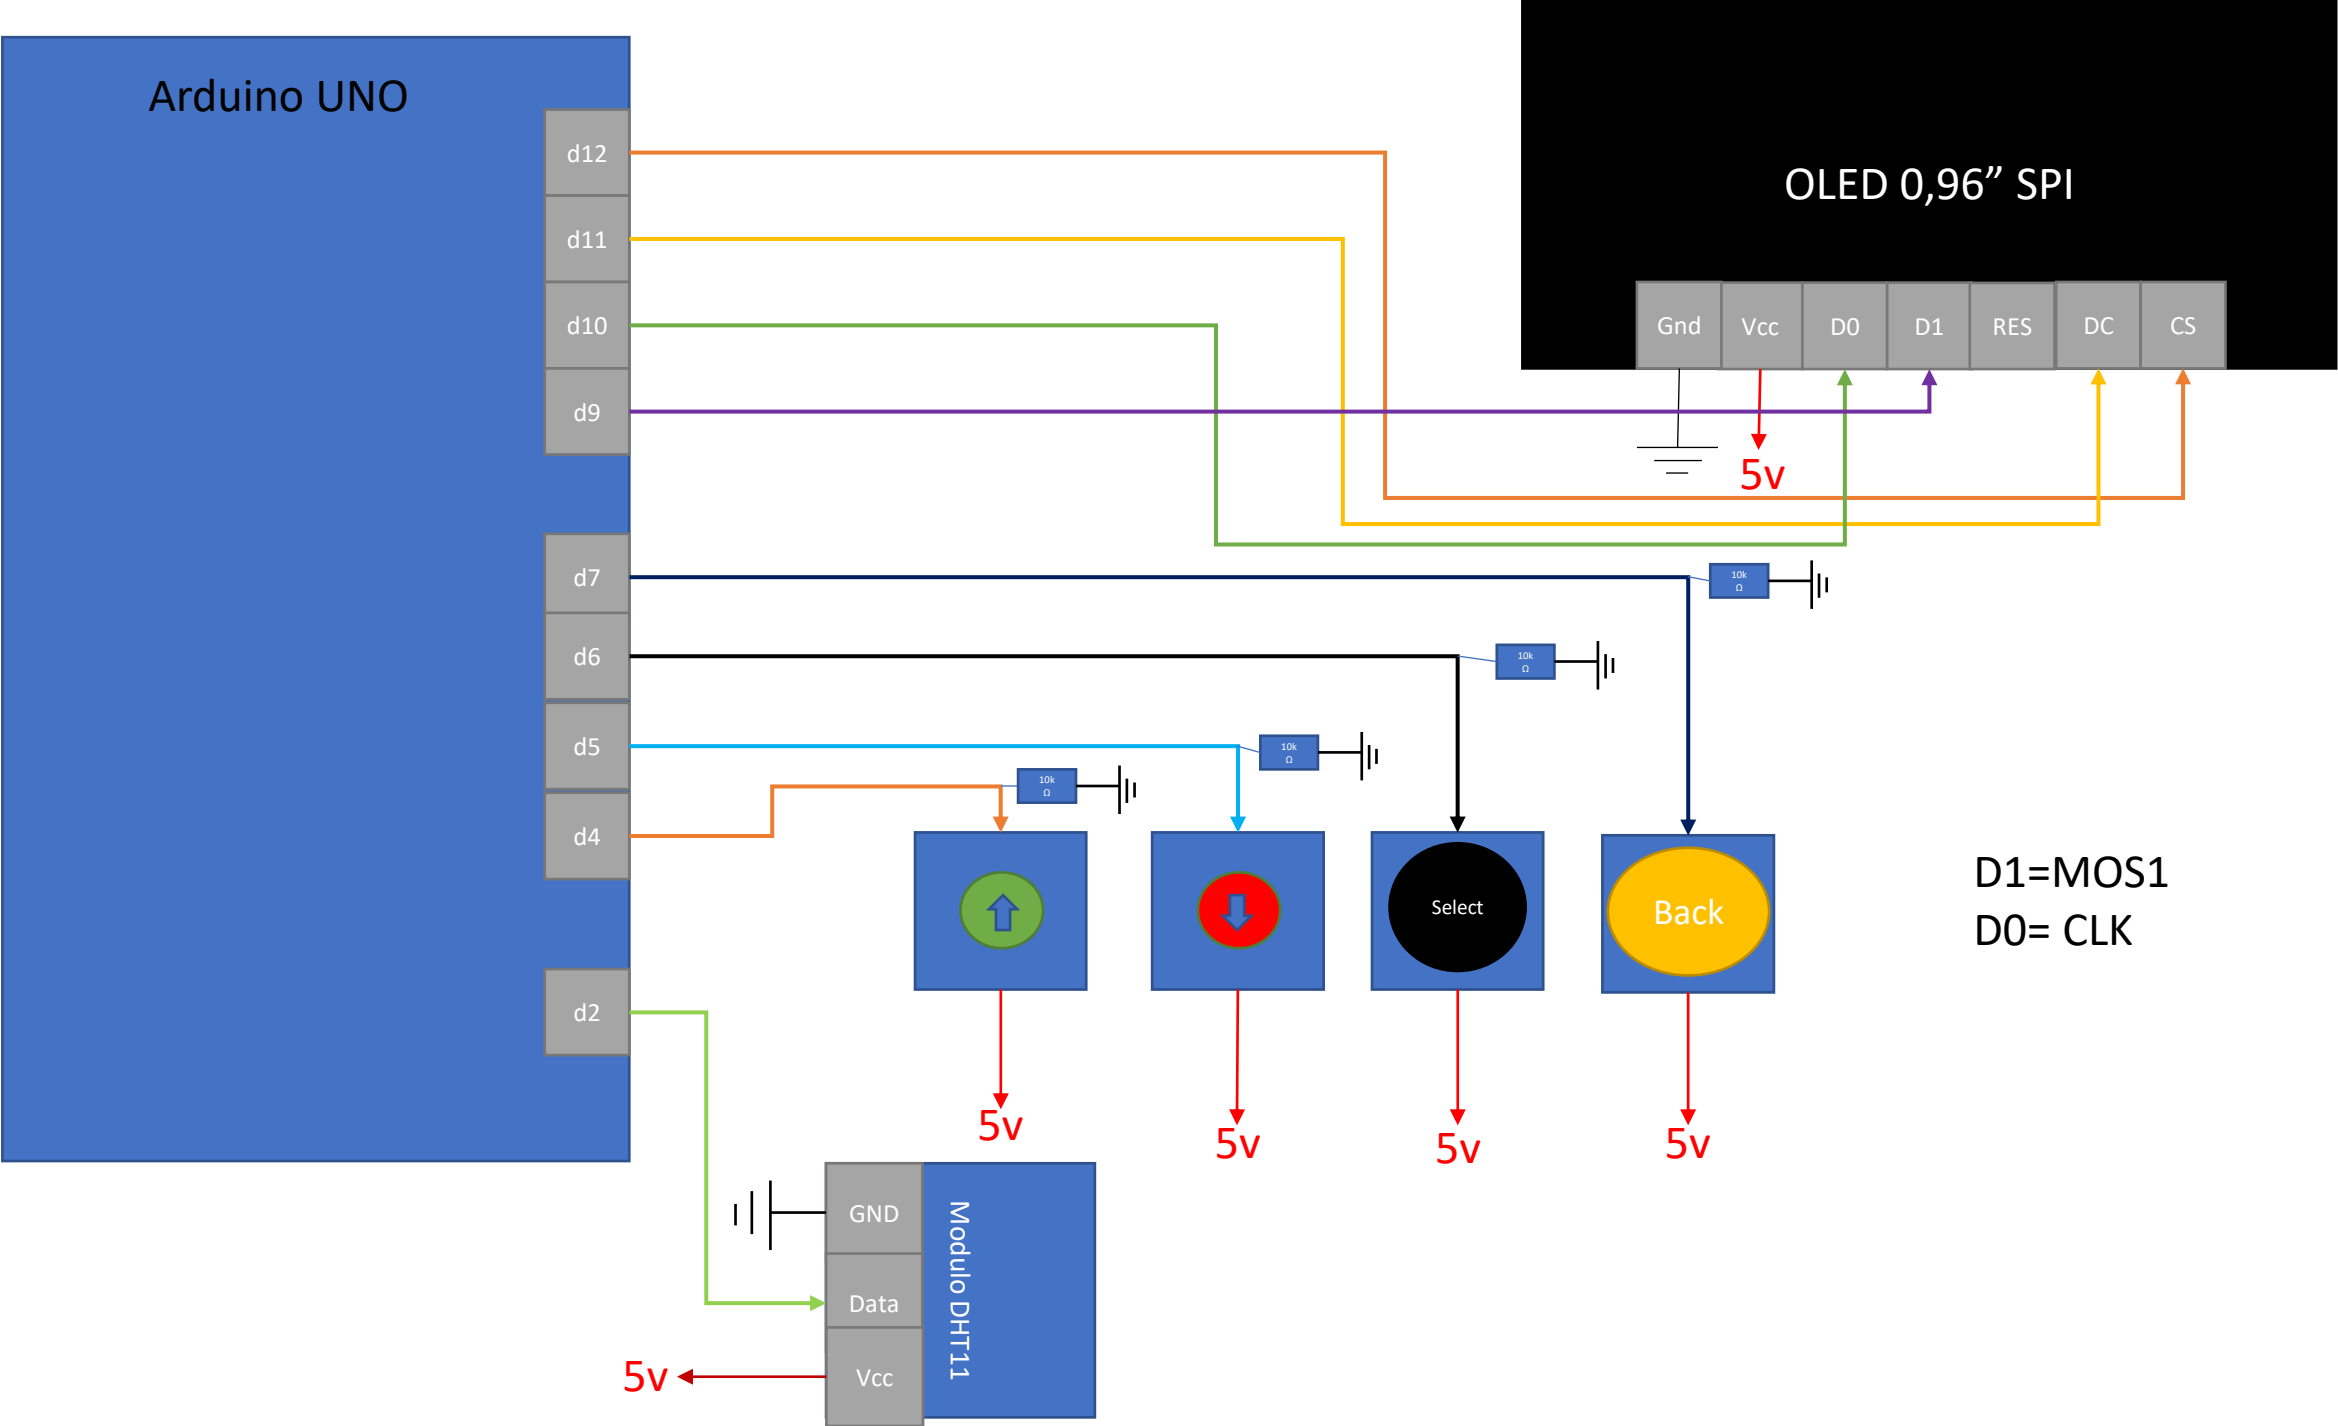 Arduino UNO
d12
d11
d10
d9
d7
d6
d5
d4
d2
OLED 0,96” SPI
Gnd
Vcc
D0
D1
RES
DC
CS
5v
10k
Ω
10k
Ω
10k
Ω
10k
Ω
Select
Back
5v
5v
5v
5v
D1=MOS1
D0= CLK
GND
Data
Vcc
Modulo DHT11
5v